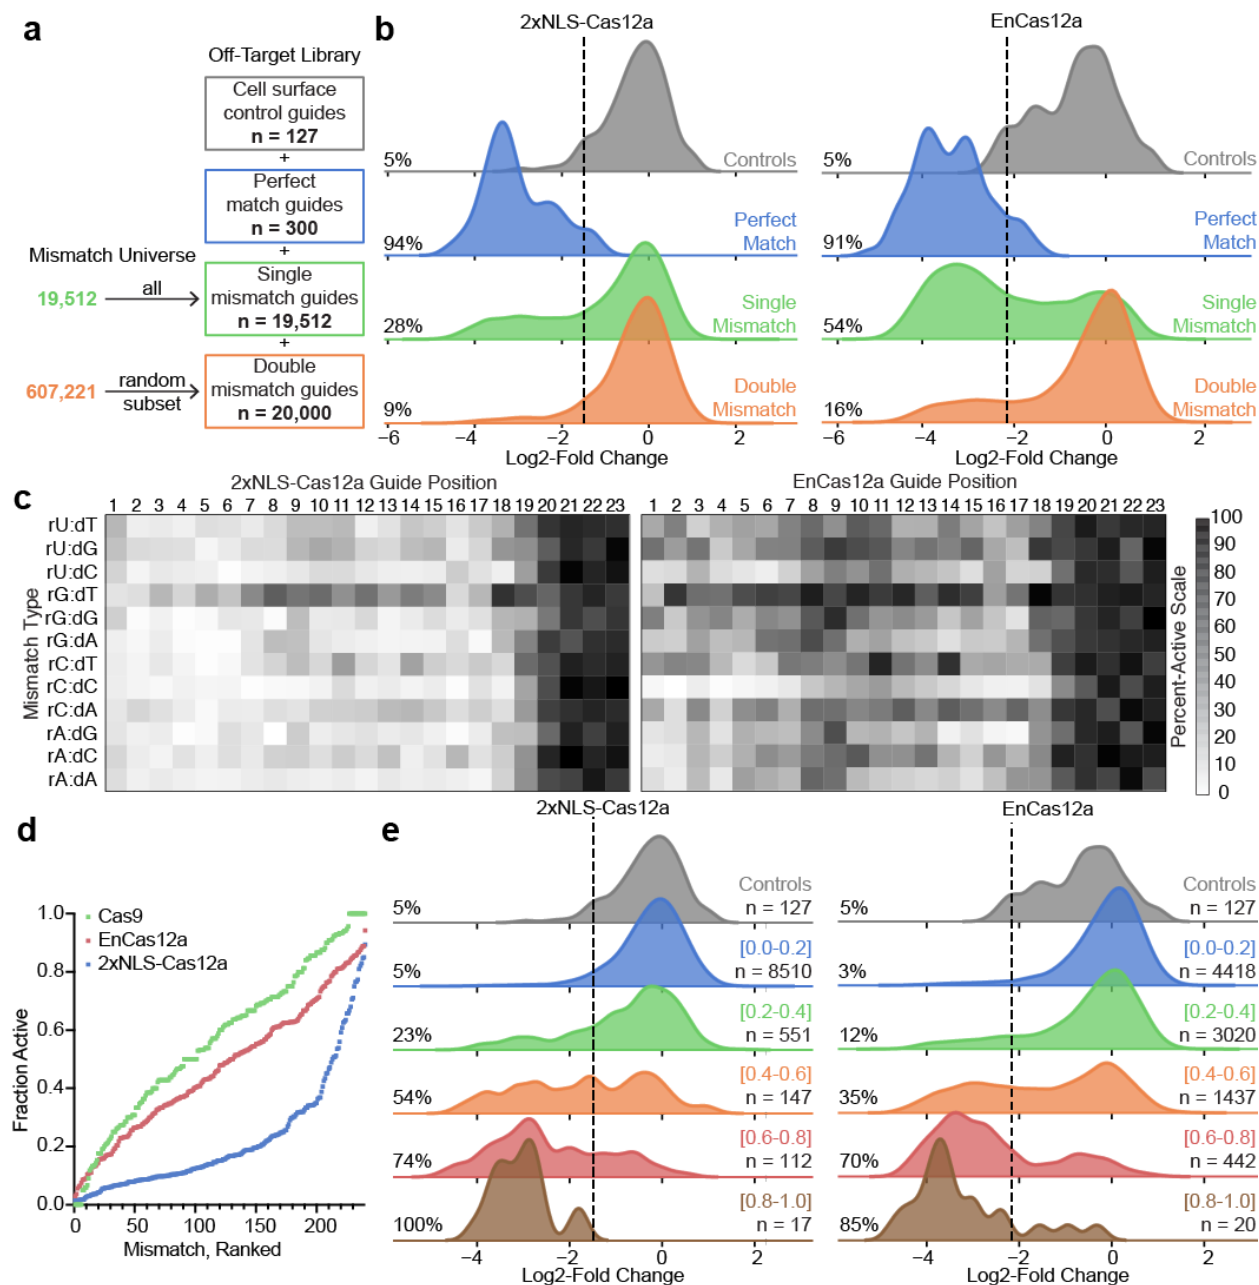 a
Off-Target Library
Cell surface
control guides
n = 127
+
Perfect
match guides
n = 300
+
Mismatch Universe
19,512
all
Single
mismatch guides
n = 19,512
+
607,221
random
subset
Double
mismatch guides
n = 20,000
b
2xNLS-Cas12a
5%
Controls
94%
Perfect
Match
28%
Single
Mismatch
9%
Double
Mismatch
−6 −4 −2 0 2
Log2-Fold Change
EnCas12a
5%
Controls
91%
Perfect
Match
54%
Single
Mismatch
16%
Double
Mismatch
−6 −4 −2 0 2
Log2-Fold Change
c
2xNLS-Cas12a Guide Position
1 2 3 4 5 6 7 8 9 10 11 12 13 14 15 16 17 18 19 20 21 22 23
EnCas12a Guide Position
1 2 3 4 5 6 7 8 9 10 11 12 13 14 15 16 17 18 19 20 21 22 23
Mismatch Type
rU:dT
rU:dG
rU:dC
rG:dT
rG:dG
rG:dA
rC:dT
rC:dC
rC:dA
rA:dG
rA:dC
rA:dA
Percent-Active Scale
100
90
80
70
60
50
40
30
20
10
0
d
Fraction Active
1.0
0.8
0.6
0.4
0.2
0.0
Cas9
EnCas12a
2xNLS-Cas12a
0 50 100 150 200
Mismatch, Ranked
e
2xNLS-Cas12a
5%
Controls
n = 127
5%
[0.0-0.2]
n = 8510
23%
[0.2-0.4]
n = 551
54%
[0.4-0.6]
n = 147
74%
[0.6-0.8]
n = 112
100%
[0.8-1.0]
n = 17
−4 −2 0 2
Log2-Fold Change
EnCas12a
5%
Controls
n = 127
3%
[0.0-0.2]
n = 4418
12%
[0.2-0.4]
n = 3020
35%
[0.4-0.6]
n = 1437
70%
[0.6-0.8]
n = 442
85%
[0.8-1.0]
n = 20
−4 −2 0 2
Log2-Fold Change